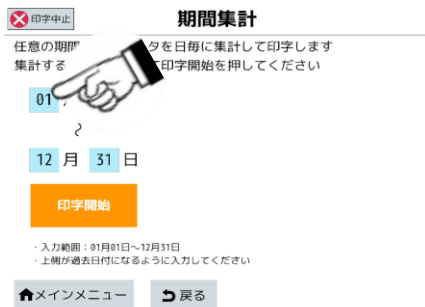 印字中止
期間集計
任意の期間 タを日毎に集計して印字します
集計する て印字開始を押してください
01
~
12 月 31 日
印字開始
・入力範囲:01月01日~12月31日
・上側が過去日付になるように入力してください
メインメニュー 戻る